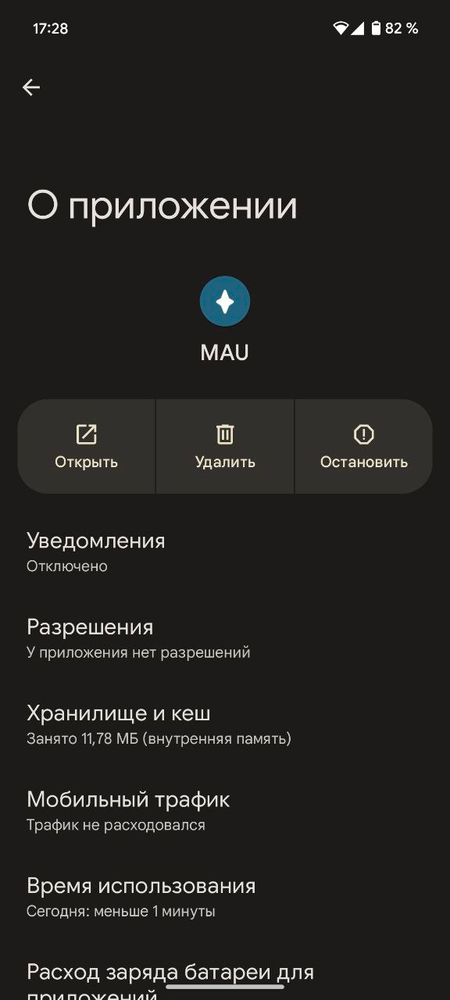 17:28
82 %
О приложении
MAU
Открыть
Удалить
Остановить
Уведомления
Отключено
Разрешения
У приложения нет разрешений
Хранилище и кеш
Занято 11,78 МБ (внутренняя память)
Мобильный трафик
Трафик не расходовался
Время использования
Сегодня: меньше 1 минуты
Расход заряда батареи для
приложений